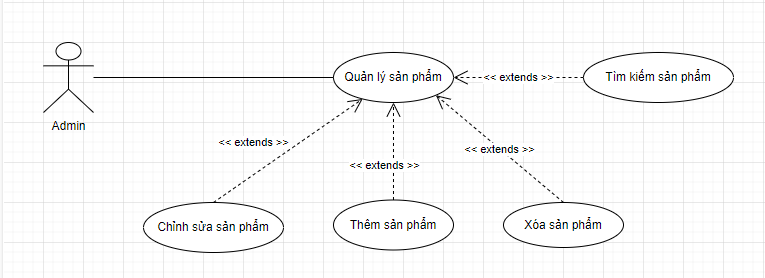 Quản lý sản phẩm
<< extends >>
Tìm kiếm sản phẩm
Admin
<< extends >>
<< extends >>
<< extends >>
Chỉnh sửa sản phẩm
Thêm sản phẩm
Xóa sản phẩm